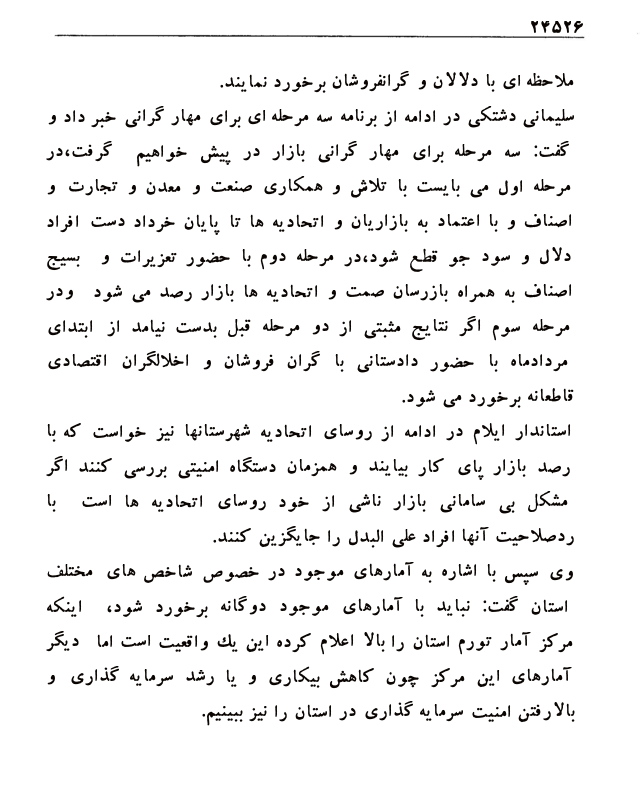 ۲۴۵۲۶
ملاحظه ای با دلالان و گرانفروشان برخورد نمایند.
سلیمانی دشتکی در ادامه از برنامه سه مرحله ای برای مهار گرانی خبر داد و
گفت: سه مرحله برای مهار گرانی بازار در پیش خواهیم گرفت،در
مرحله اول می بایست با تلاش و همکاری صنعت و معدن و تجارت و
اصناف و با اعتماد به بازاریان و اتحادیه ها تا پایان خرداد دست افراد
دلال و سود جو قطع شود،در مرحله دوم با حضور تعزیرات و بسیج
اصناف به همراه بازرسان صمت و اتحادیه ها بازار رصد می شود ودر
مرحله سوم اگر نتایج مثبتی از دو مرحله قبل بدست نیامد از ابتدای
مردادماه با حضور دادستانی با گران فروشان و اخلالگران اقتصادی
قاطعانه برخورد می شود.
استاندار ایلام در ادامه از روسای اتحادیه شهرستانها نیز خواست که با
رصد بازار پای کار بیایند و همزمان دستگاه امنیتی بررسی کنند اگر
مشکل بی سامانی بازار ناشی از خود روسای اتحادیه ها است با
ردصلاحیت آنها افراد علی البدل را جایگزین کنند.
وی سپس با اشاره به آمارهای موجود در خصوص شاخص های مختلف
استان گفت: نباید با آمارهای موجود دوگانه برخورد شود، اینکه
مرکز آمار تورم استان را بالا اعلام کرده این یك واقعیت است اما دیگر
آمارهای این مرکز چون کاهش بیکاری و یا رشد سرمایه گذاری و
بالارفتن امنیت سرمایه گذاری در استان را نیز ببینیم.